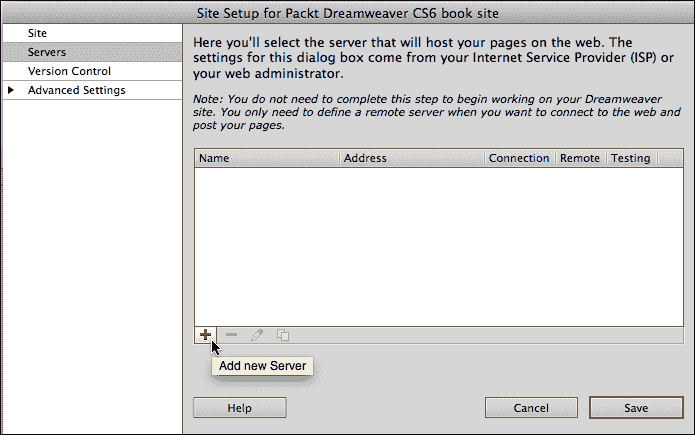 Site Setup for Packt Dreamweaver CS6 book site
Site
Servers
Version Control
Advanced Settings
Here you'll select the server that will host your pages on the web. The
settings for this dialog box come from your Internet Service Provider (ISP) or
your web administrator.
Note: You do not need to complete this step to begin working on your Dreamweaver
site. You only need to define a remote server when you want to connect to the web and
post your pages.
Name Address Connection Remote Testing
Add new Server
Help Cancel Save